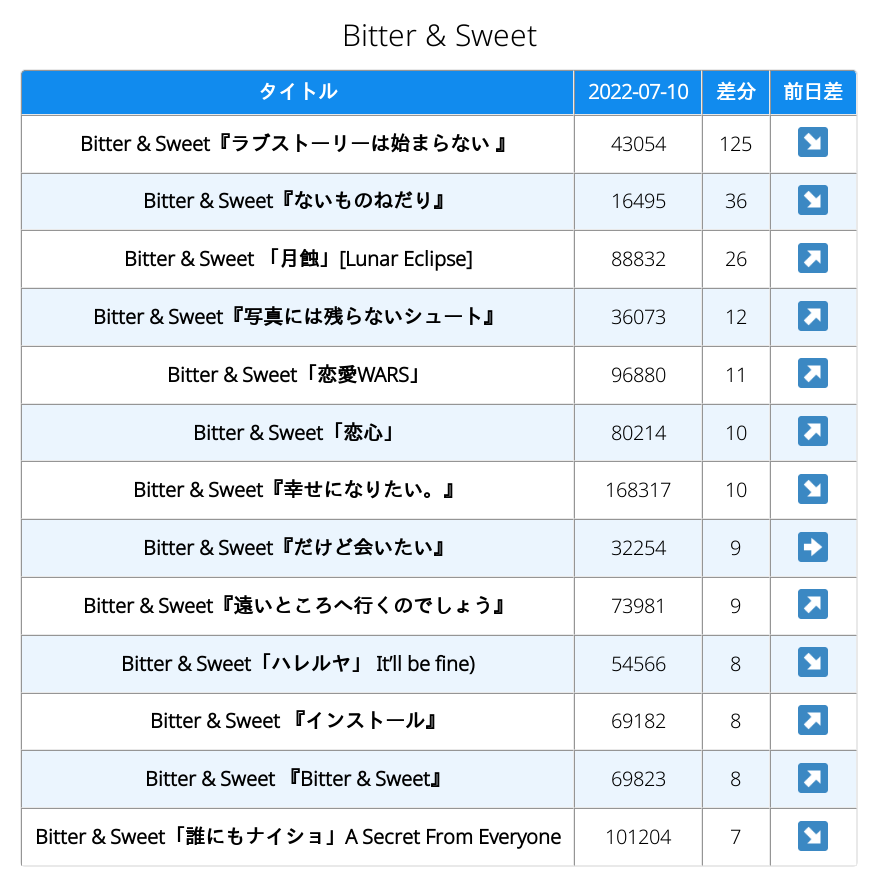 Bitter & Sweet
タイトル 2022-07-10 差分 前日差
Bitter & Sweet『ラブストーリーは始まらない 』 43054 125 ↘
Bitter & Sweet『ないものねだり』 16495 36 ↘
Bitter & Sweet 「月蝕」[Lunar Eclipse] 88832 26 ↗
Bitter & Sweet『写真には残らないシュート』 36073 12 ↗
Bitter & Sweet「恋愛WARS」 96880 11 ↗
Bitter & Sweet「恋心」 80214 10 ↗
Bitter & Sweet『幸せになりたい。』 168317 10 ↘
Bitter & Sweet『だけど会いたい』 32254 9 ➡
Bitter & Sweet『遠いところへ行くのでしょう』 73981 9 ↗
Bitter & Sweet「ハレルヤ」 It’ll be fine) 54566 8 ↘
Bitter & Sweet 『インストール』 69182 8 ↗
Bitter & Sweet 『Bitter & Sweet』 69823 8 ↗
Bitter & Sweet「誰にもナイショ」A Secret From Everyone 101204 7 ↘